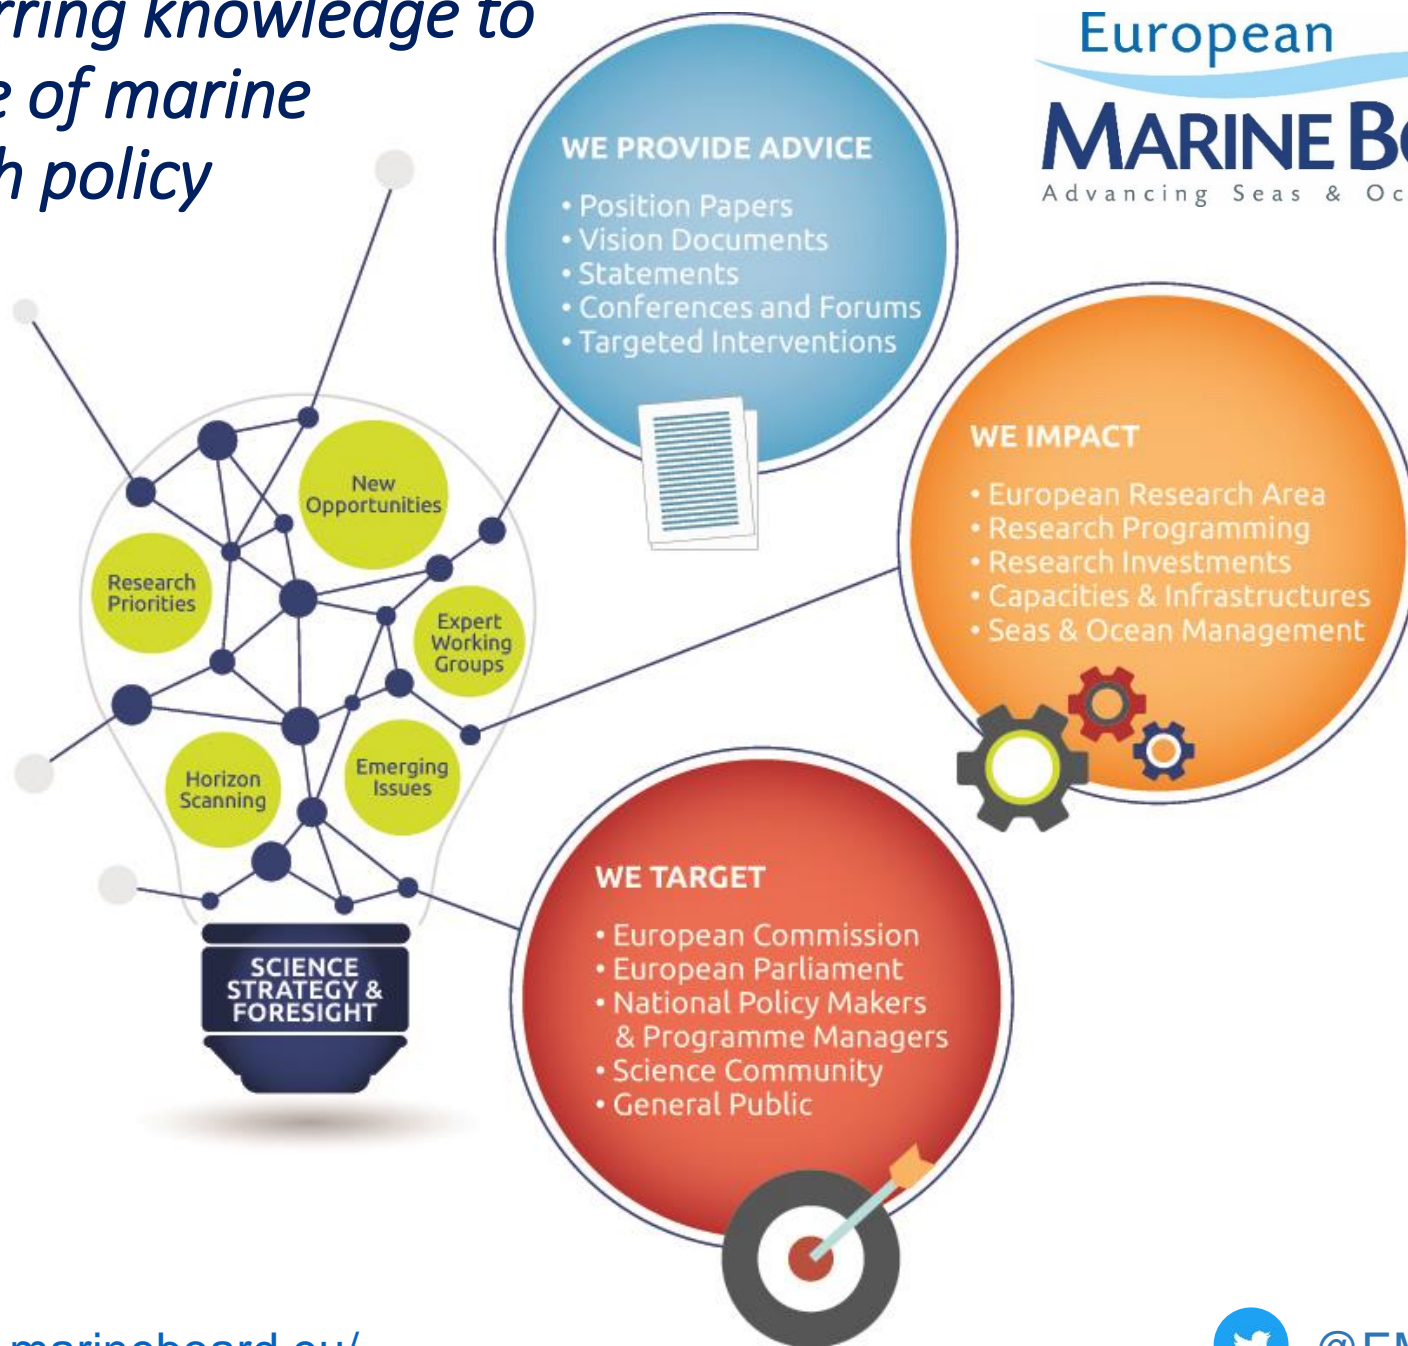 rring knowledge to
e of marine
h policy
European
MARINE B
Advancing Seas & Oc
WE PROVIDE ADVICE
• Position Papers
• Vision Documents
• Statements
• Conferences and Forums
• Targeted Interventions
WE IMPACT
• European Research Area
• Research Programming
• Research Investments
• Capacities & Infrastructures
• Seas & Ocean Management
New
Opportunities
Research
Priorities
Expert
Working
Groups
Horizon
Scanning
Emerging
Issues
SCIENCE
STRATEGY &
FORESIGHT
WE TARGET
• European Commission
• European Parliament
• National Policy Makers
& Programme Managers
• Science Community
• General Public
marineboard.eu/
@EM